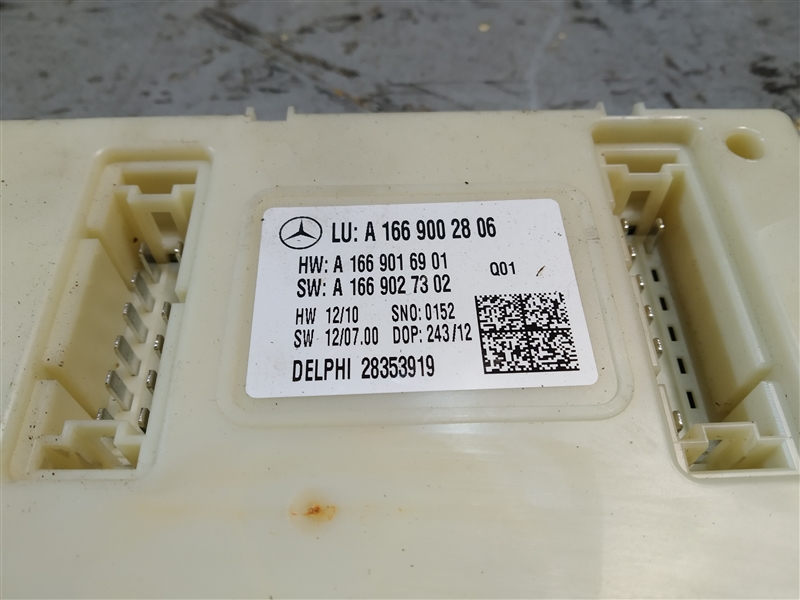 LU: A 166 900 28 06
HW: A 166 901 69 01 Q01
SW: A 166 902 73 02
HW 12/10 SNO: 0152
SW 12/07.00 DOP: 243/12
DELPHI 28353919